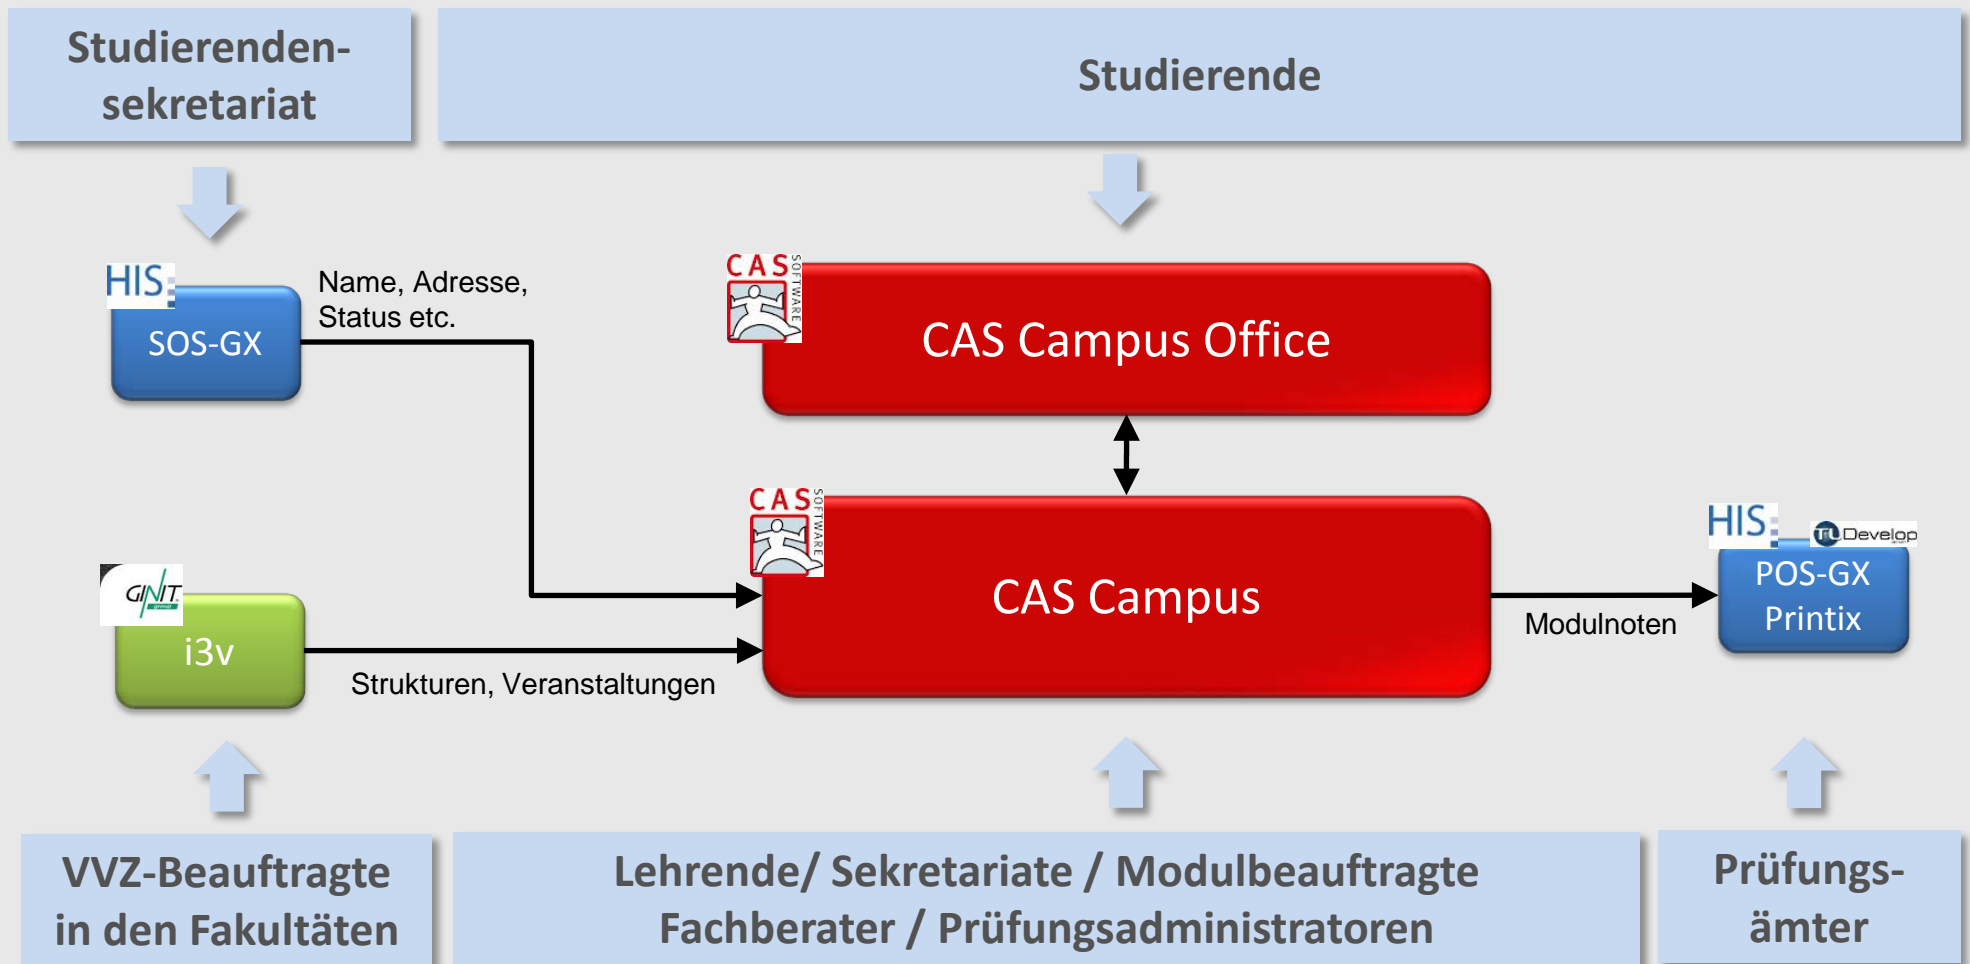 Studierenden-
sekretariat
Studierende
HIS
SOS-GX
Name, Adresse,
Status etc.
CAS
SOFTWARE
CAS Campus Office
CAS
SOFTWARE
CAS Campus
GINIT
group
i3v
Strukturen, Veranstaltungen
Modulnoten
HIS
TL Develop
POS-GX
Printix
VVZ-Beauftragte
in den Fakultäten
Lehrende/ Sekretariate / Modulbeauftragte
Fachberater / Prüfungsadministratoren
Prüfungs-
ämter